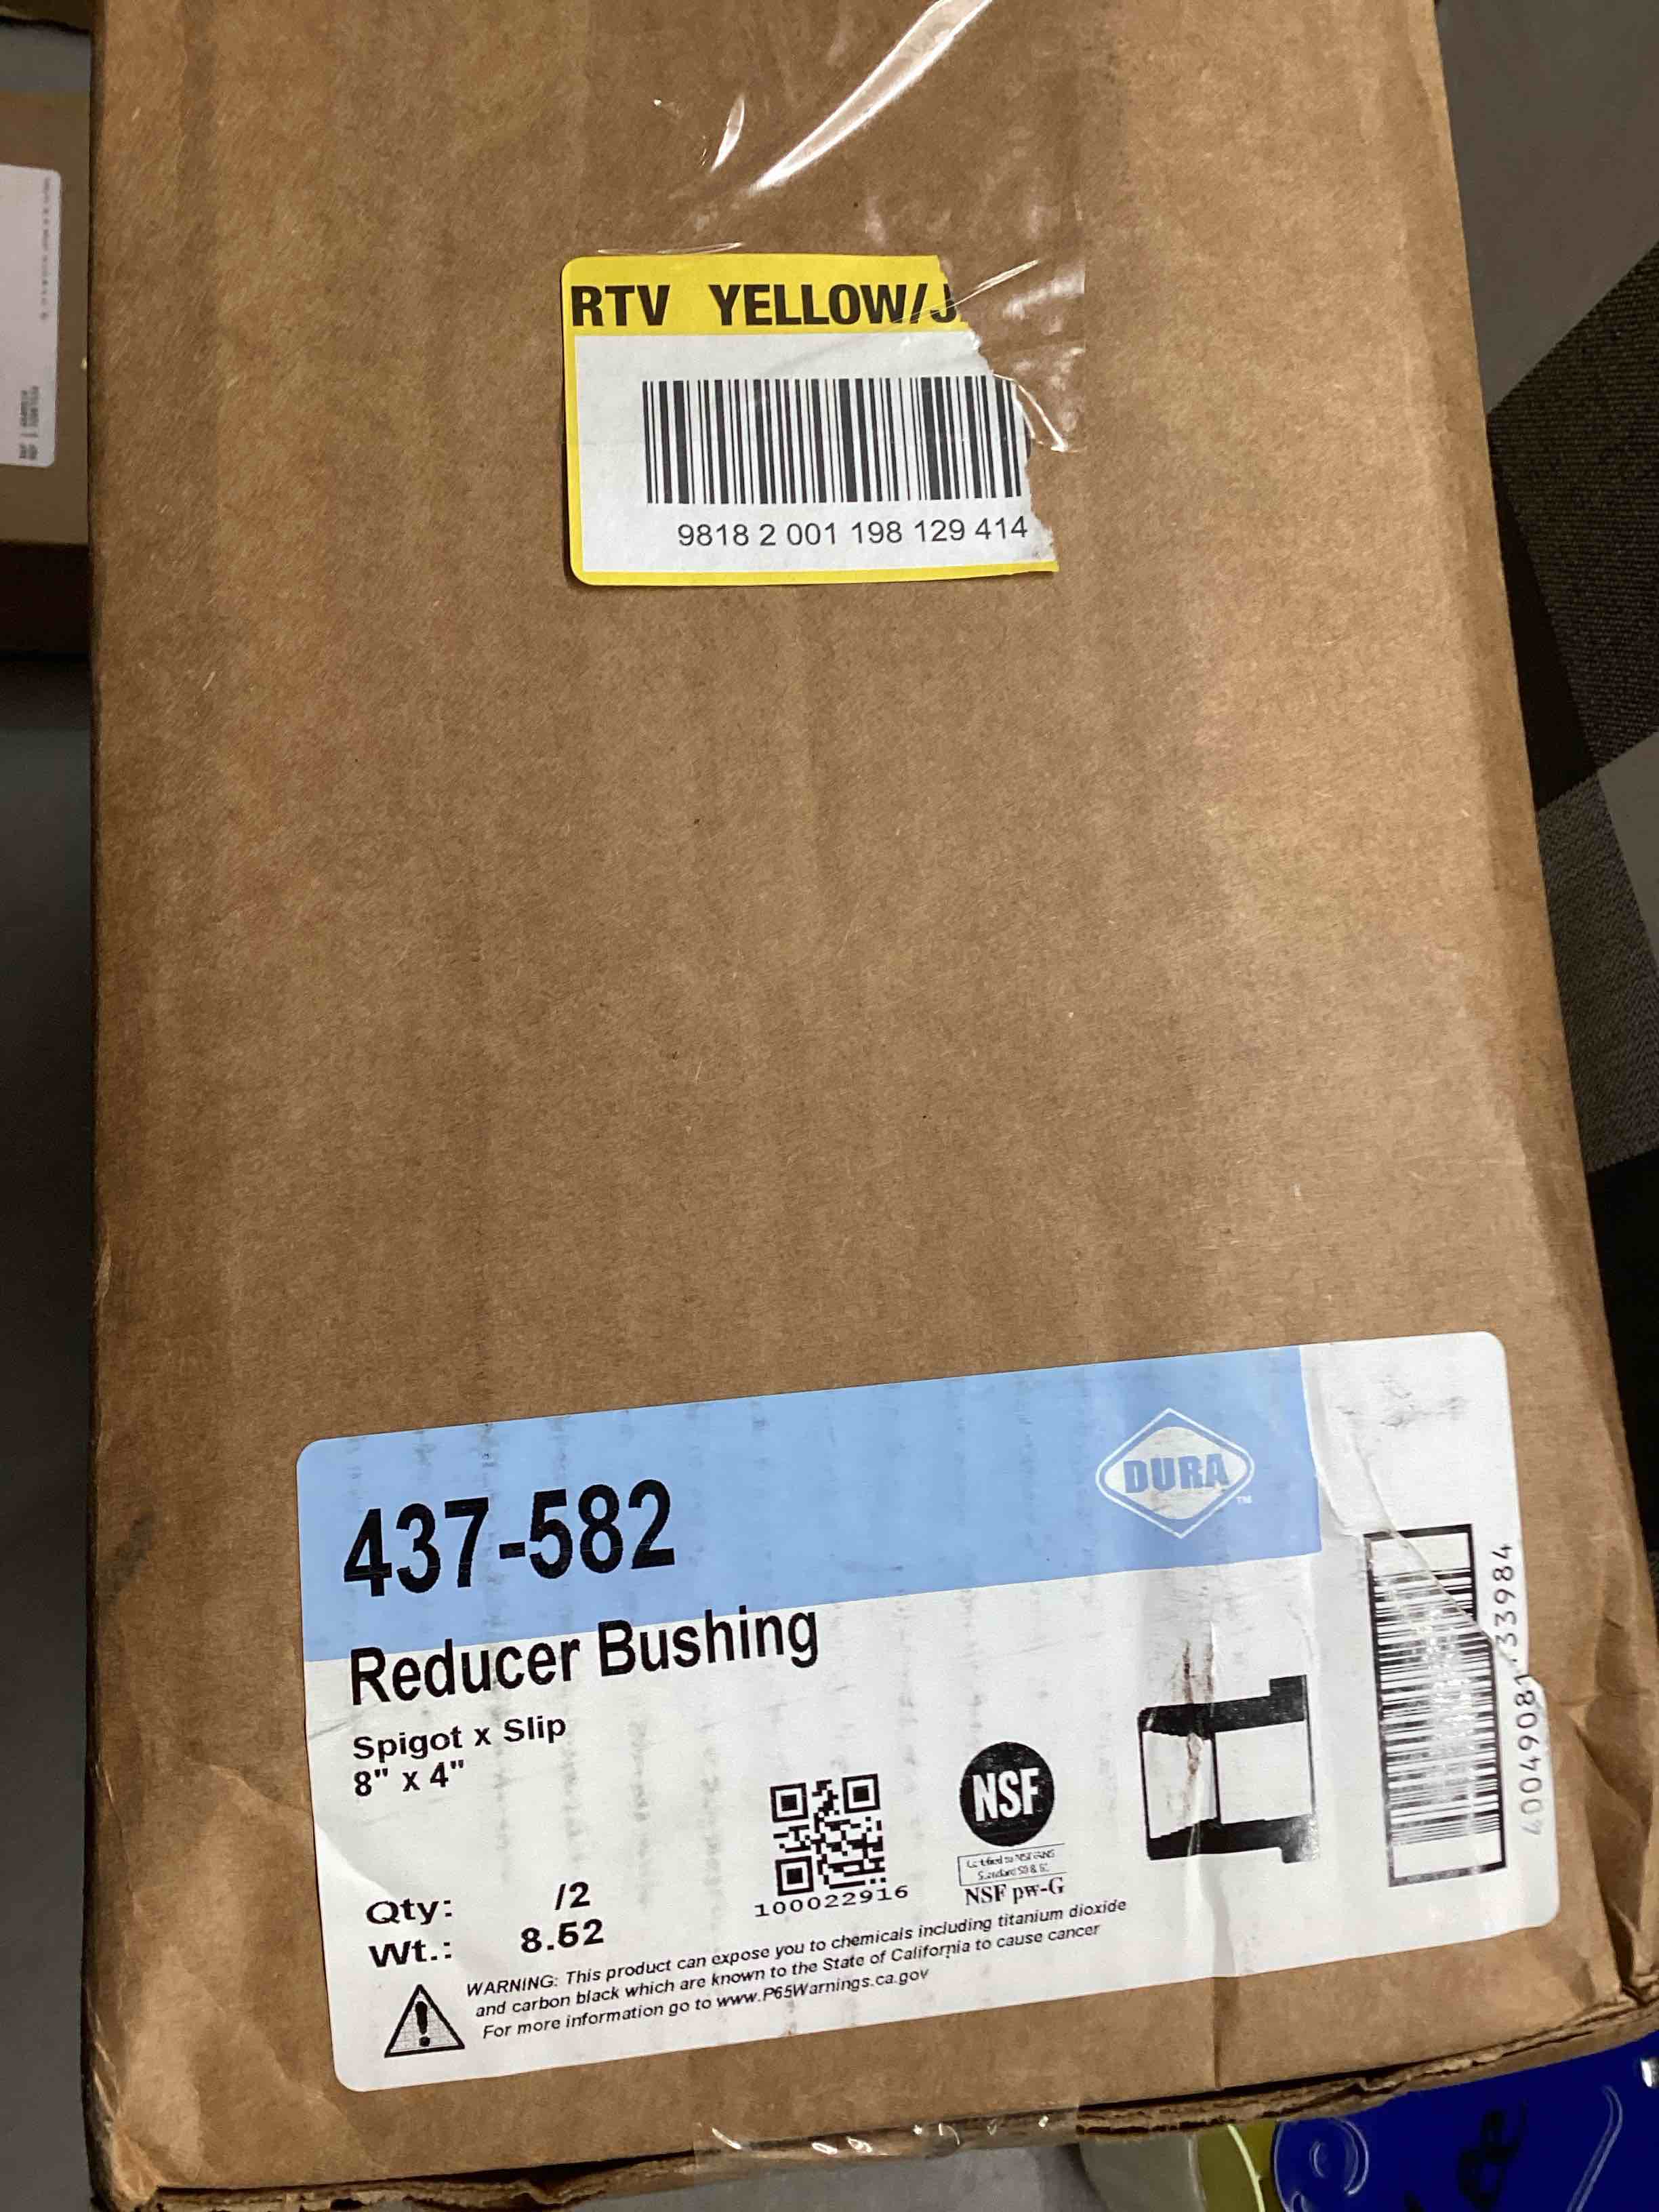 RTV YELLOW/J
9818 2 001 198 129 414
DURA
TM
437-582
Reducer Bushing
Spigot x Slip
8" x 4"
NSF
NSF pw-G
100022916
Qty: /2
Wt.: 8.52
WARNING: This product can expose you to chemicals including titanium dioxide
and carbon black which are known to the State of California to cause cancer
For more information go to www.P65Warnings.ca.gov